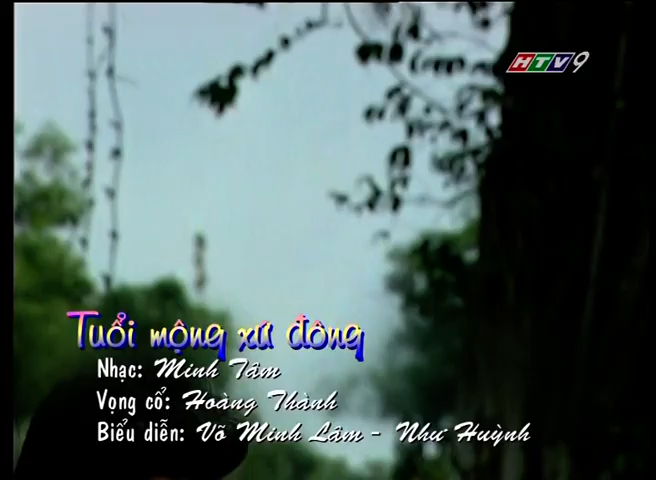 HTV9
Tuổi mộng xứ đông
Nhạc: Minh Tâm
Vọng cổ: Hoàng Thành
Biểu diễn: Võ Minh Lâm - Như Huỳnh